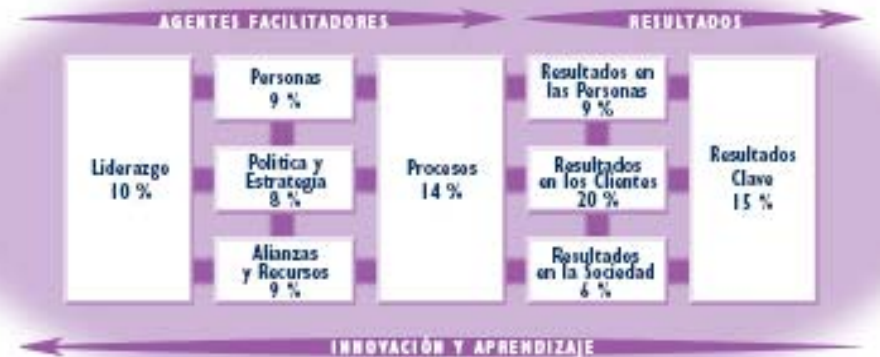 AGENTES FACILITADORES
RESULTADOS
Liderazgo
10 %
Personas
9 %
Política y
Estrategia
8 %
Alianzas
y Recursos
9 %
Procesos
14 %
Resultados en
las Personas
9 %
Resultados
en los Clientes
20 %
Resultados
en la Sociedad
6 %
Resultados
Clave
15 %
INNOVACIÓN Y APRENDIZAJE